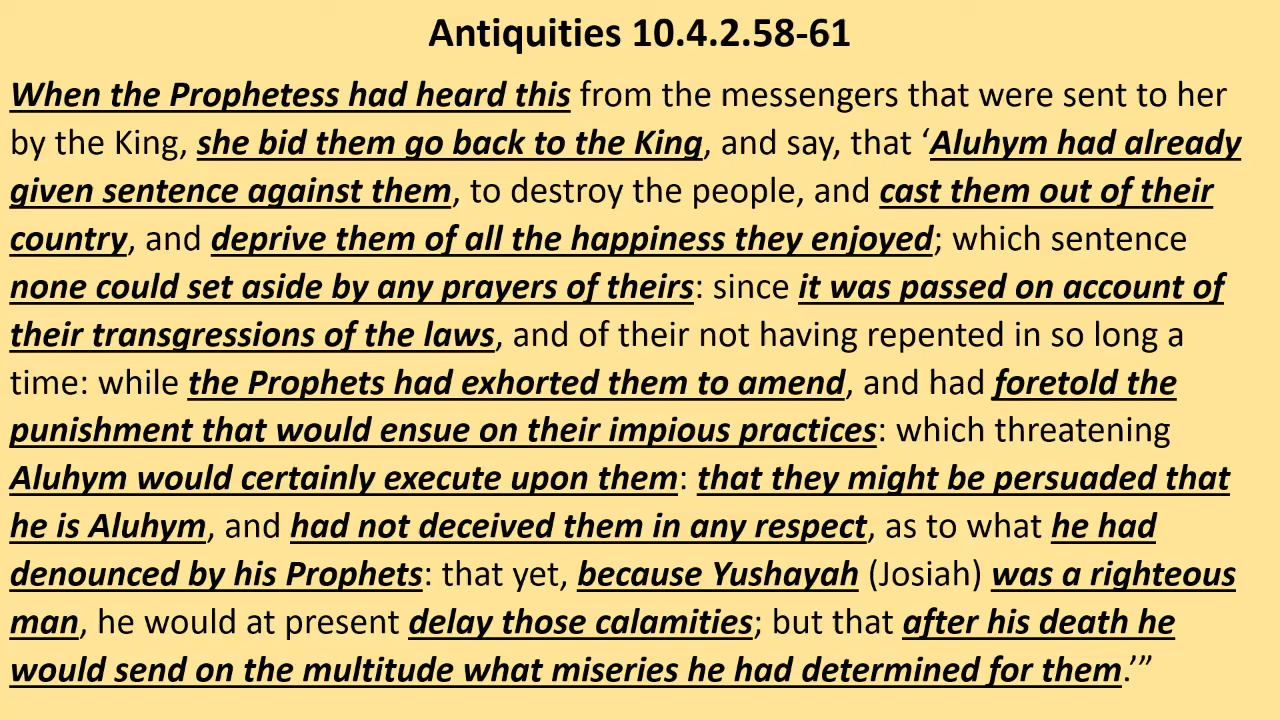 Antiquities 10.4.2.58-61
When the Prophetess had heard this from the messengers that were sent to her
by the King, she bid them go back to the King, and say, that ‘Aluhym had already
given sentence against them, to destroy the people, and cast them out of their
country, and deprive them of all the happiness they enjoyed; which sentence
none could set aside by any prayers of theirs: since it was passed on account of
their transgressions of the laws, and of their not having repented in so long a
time: while the Prophets had exhorted them to amend, and had foretold the
punishment that would ensue on their impious practices: which threatening
Aluhym would certainly execute upon them: that they might be persuaded that
he is Aluhym, and had not deceived them in any respect, as to what he had
denounced by his Prophets: that yet, because Yushayah (Josiah) was a righteous
man, he would at present delay those calamities; but that after his death he
would send on the multitude what miseries he had determined for them.’”